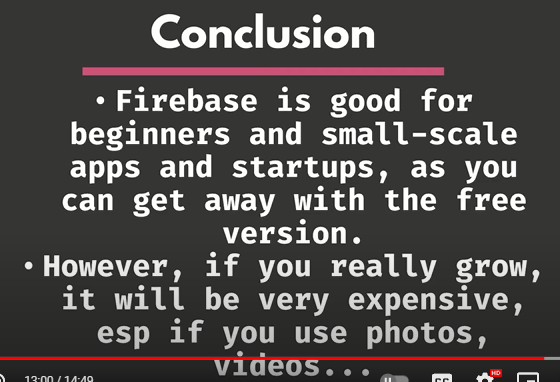 Conclusion
• Firebase is good for
beginners and small-scale
apps and startups, as you
can get away with the free
version.
• However, if you really grow,
it will be very expensive,
esp if you use photos,
videos...
13:00 / 14:49
CC
HD